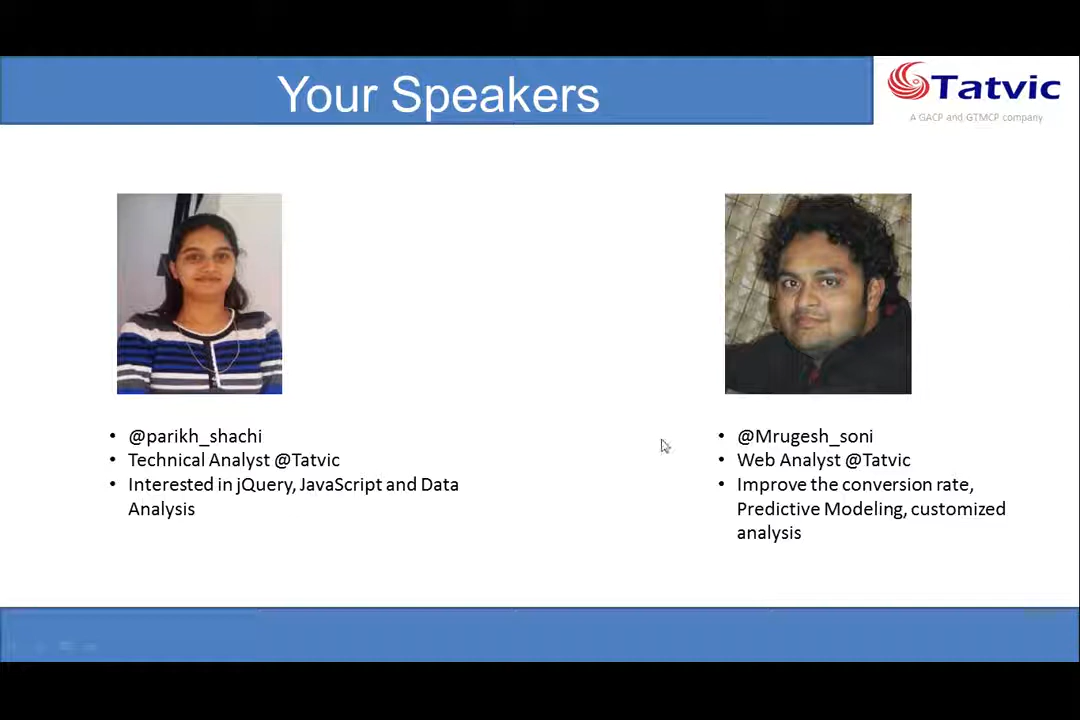 Your Speakers
Tatvic
A GACP and GTMCP company
• @parikh_shachi
• Technical Analyst @Tatvic
• Interested in jQuery, JavaScript and Data
Analysis
• @Mrugesh_soni
• Web Analyst @Tatvic
• Improve the conversion rate,
Predictive Modeling, customized
analysis